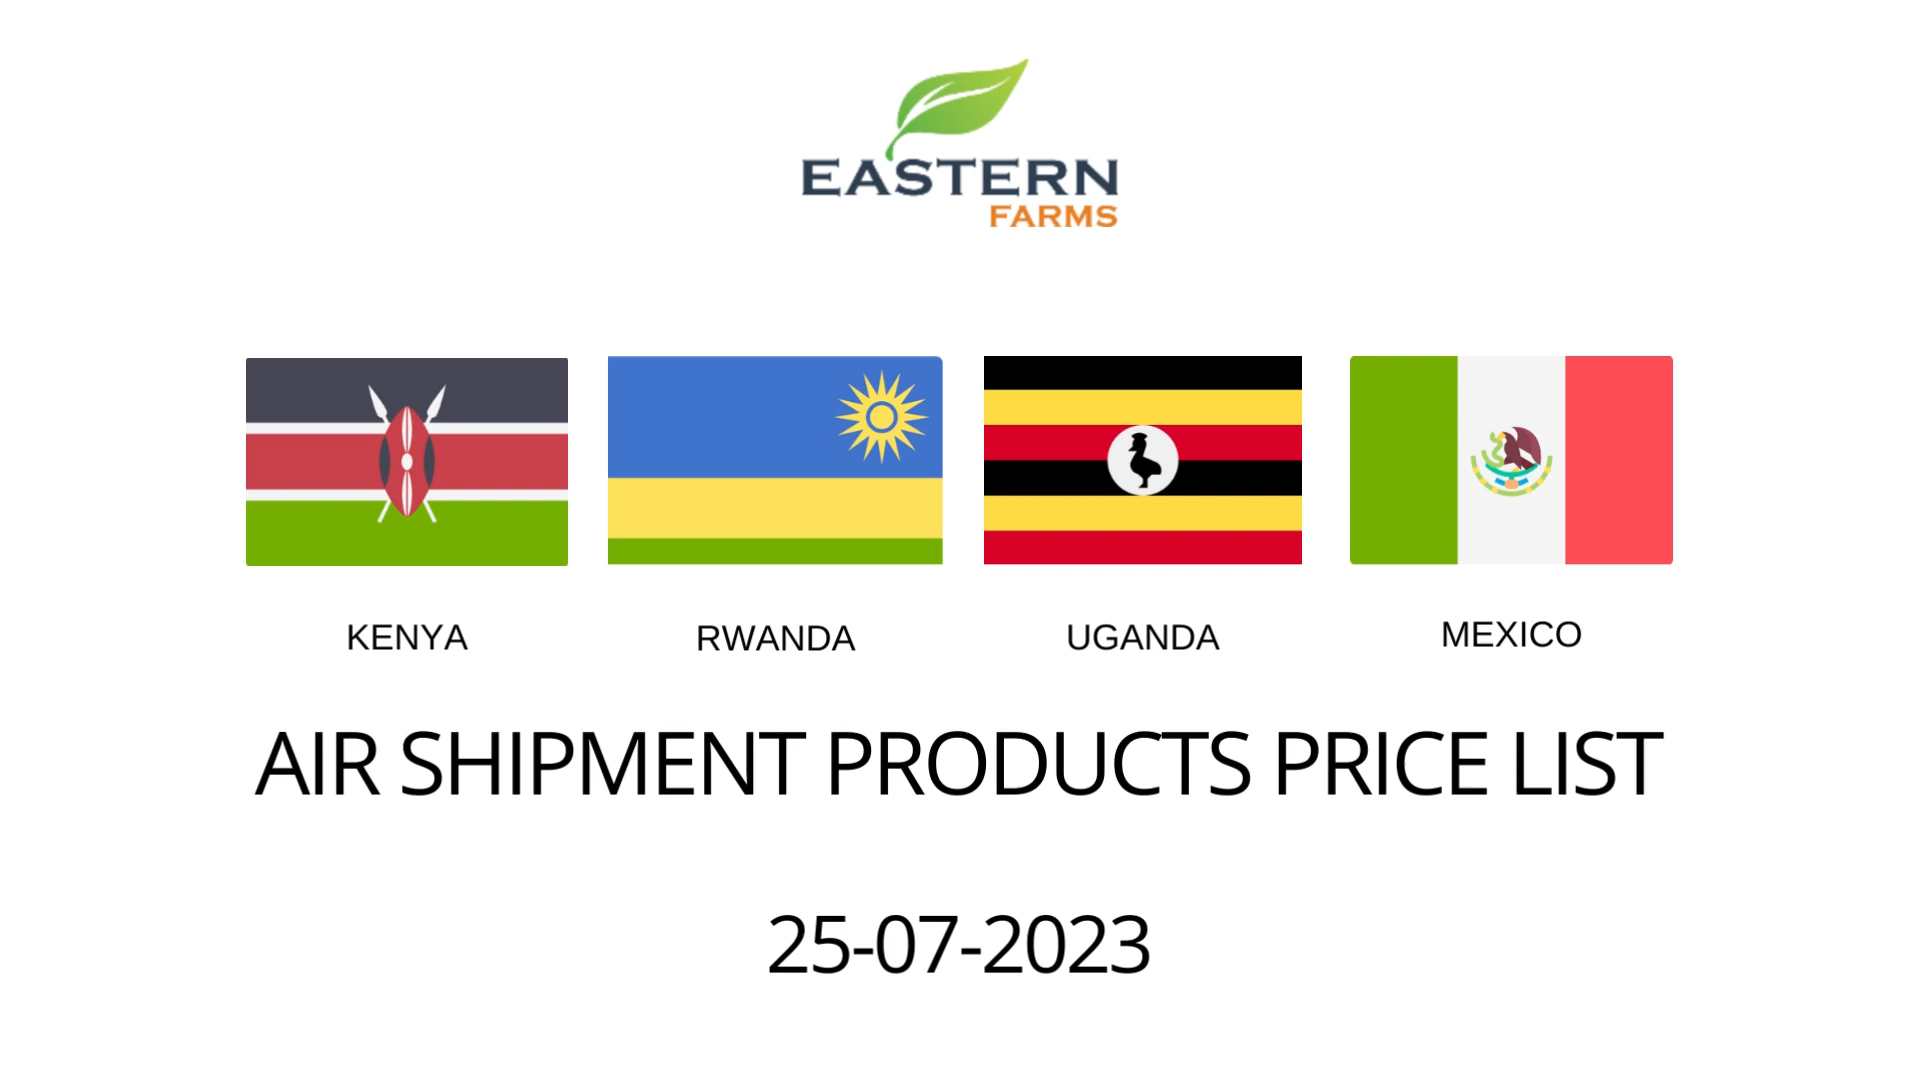 EASTERN
FARMS
KENYA
RWANDA
UGANDA
MEXICO
AIR SHIPMENT PRODUCTS PRICE LIST
25-07-2023